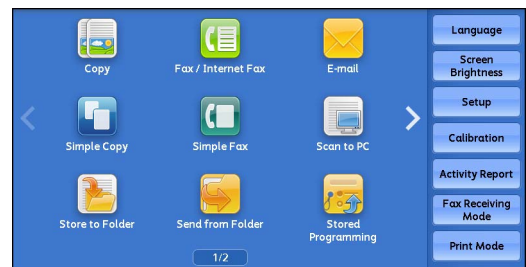 Copy
Fax / Internet Fax
E-mail
Simple Copy
Simple Fax
Scan to PC
Store to Folder
Send from Folder
Stored
Programming
1/2
Language
Screen
Brightness
Setup
Calibration
Activity Report
Fax Receiving
Mode
Print Mode